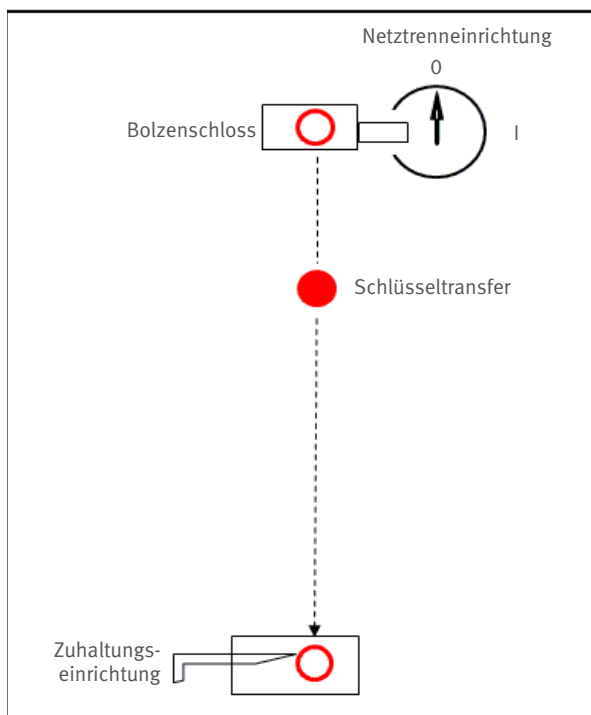 Netztrenneinrichtung
0
Bolzenschloss
I
Schlüsseltransfer
Zuhaltungs-
einrichtung